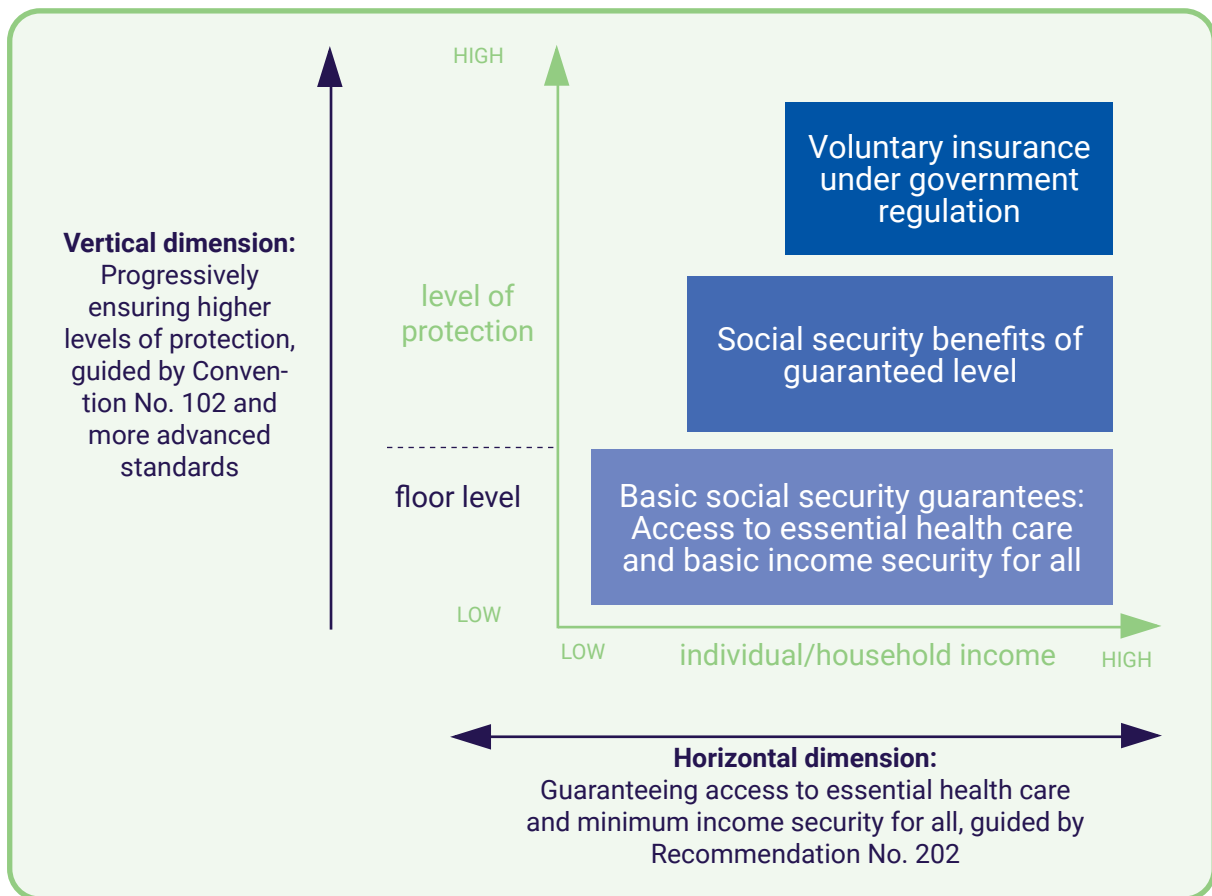 HIGH
Voluntary insurance
under government
regulation
Vertical dimension:
Progressively
ensuring higher
levels of protection,
guided by Conven-
tion No. 102 and
more advanced
standards
level of
protection
Social security benefits of
guaranteed level
floor level
Basic social security guarantees:
Access to essential health care
and basic income security for all
LOW
LOW
individual/household income
HIGH
Horizontal dimension:
Guaranteeing access to essential health care
and minimum income security for all, guided by
Recommendation No. 202